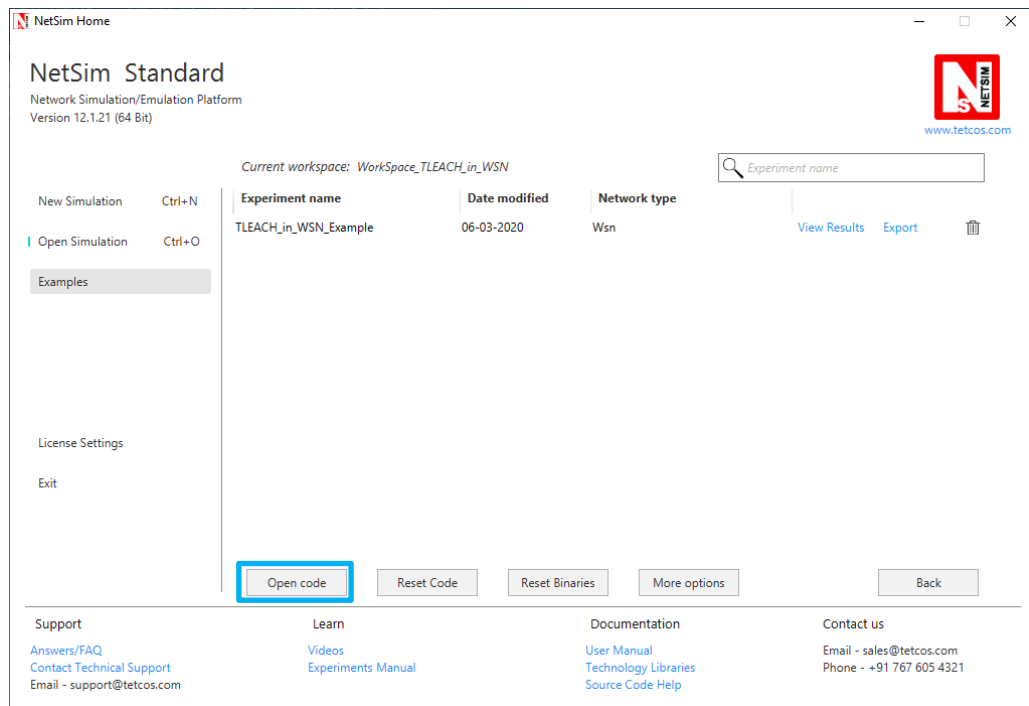 NetSim Home
NetSim Standard
Network Simulation/Emulation Platform
Version 12.1.21 (64 Bit)
NETSIM
N
S
www.tetcos.com
Current workspace: WorkSpace_TLEACH_in_WSN
Experiment name
New Simulation Ctrl+N
Open Simulation Ctrl+O
Examples
License Settings
Exit
Experiment name Date modified Network type
TLEACH_in_WSN_Example 06-03-2020 Wsn View Results Export
Open code Reset Code Reset Binaries More options Back
Support
Answers/FAQ
Contact Technical Support
Email - support@tetcos.com
Learn
Videos
Experiments Manual
Documentation
User Manual
Technology Libraries
Source Code Help
Contact us
Email - sales@tetcos.com
Phone - +91 767 605 4321